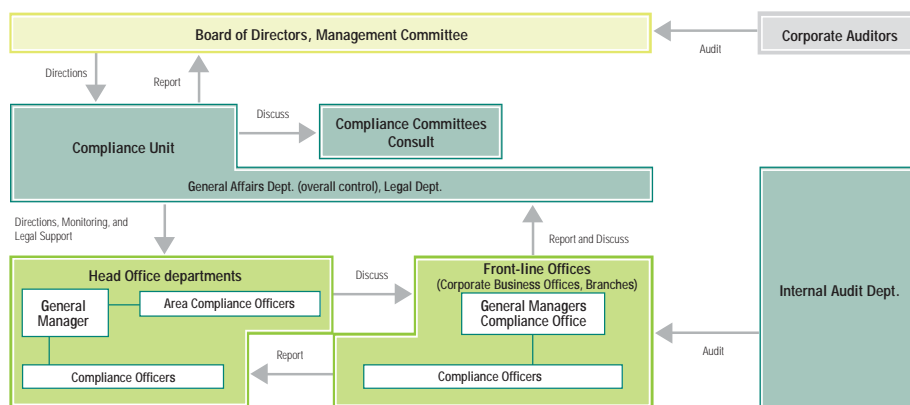 Board of Directors, Management Committee
Corporate Auditors
Audit
Directions
Report
Discuss
Compliance Unit
Compliance Committees
Consult
General Affairs Dept. (overall control), Legal Dept.
Directions, Monitoring, and
Legal Support
Report and Discuss
Head Office departments
General
Manager
Area Compliance Officers
Compliance Officers
Discuss
Report
Front-line Offices
(Corporate Business Offices, Branches)
General Managers
Compliance Office
Compliance Officers
Audit
Internal Audit Dept.